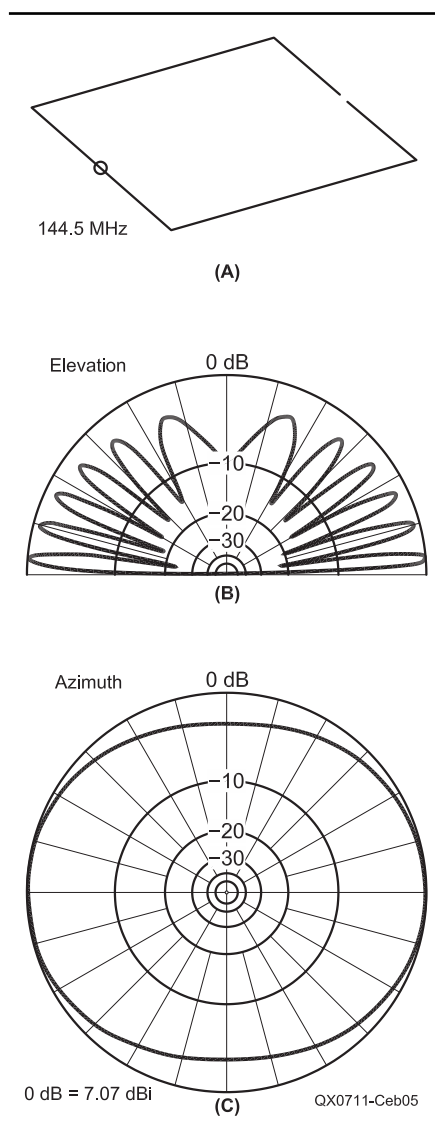 144.5 MHz
(A)
Elevation
0 dB
−10
−20
−30
(B)
Azimuth
0 dB
−10
−20
−30
0 dB = 7.07 dBi
(C)
QX0711-Ceb05